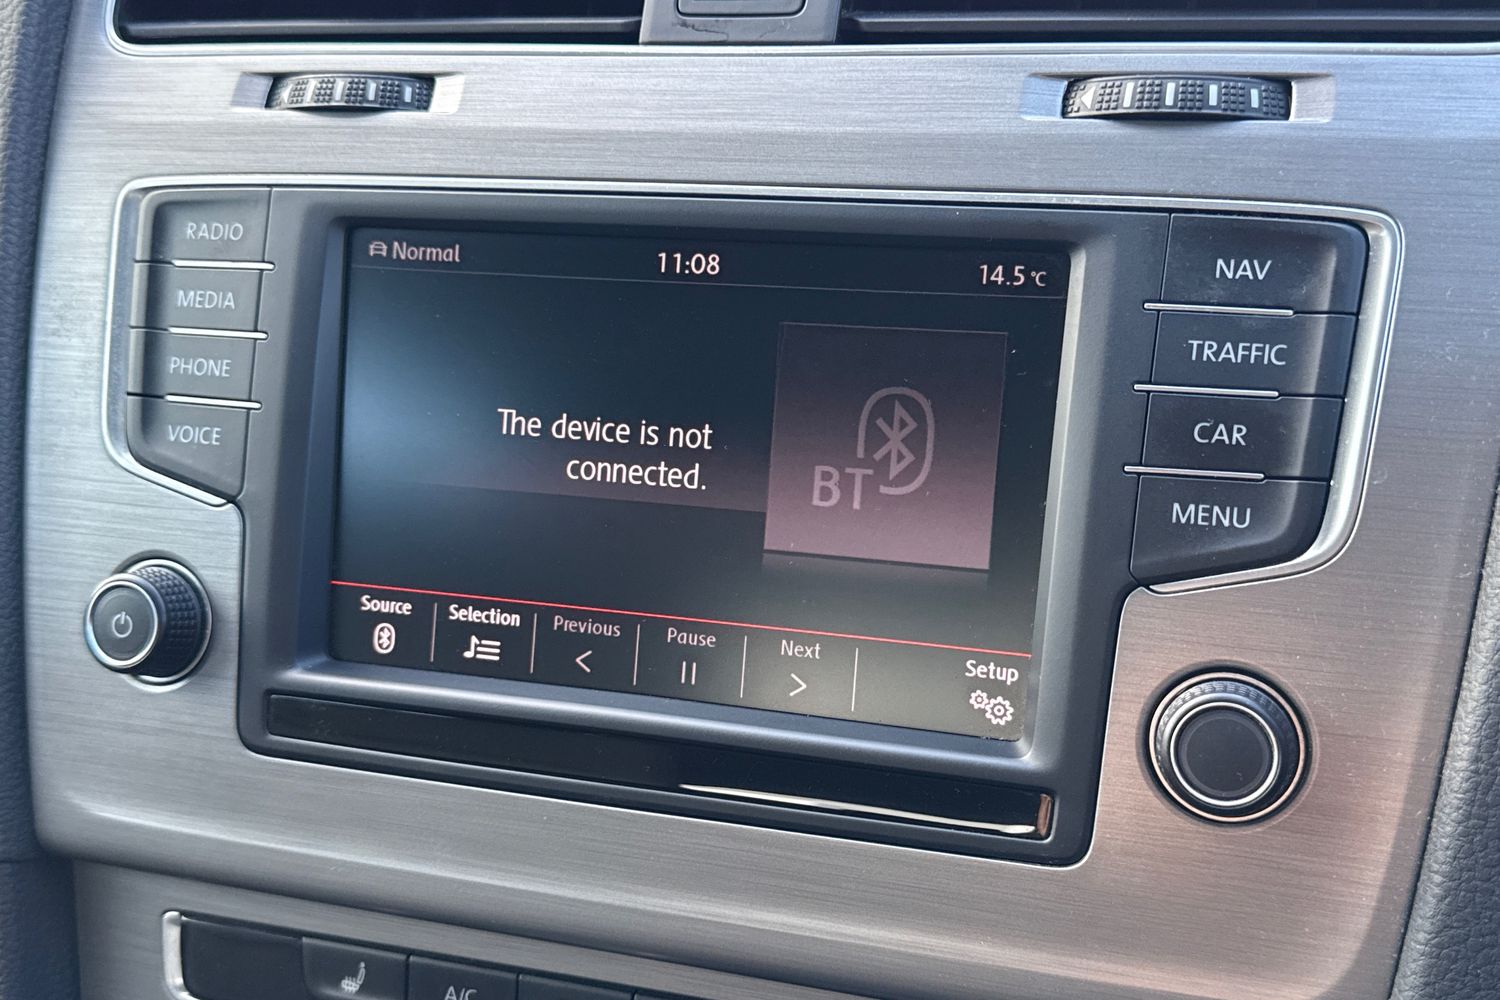 RADIO
MEDIA
PHONE
VOICE
Normal
11:08
14.5 °C
The device is not
connected.
BT
Source
Selection
Previous
Pause
Next
Setup
NAV
TRAFFIC
CAR
MENU
A/C